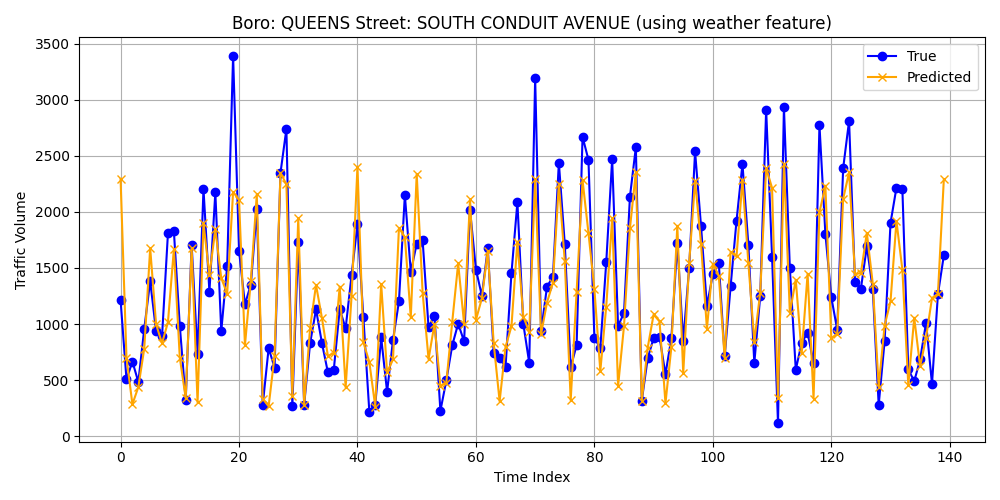 Boro: QUEENS Street: SOUTH CONDUIT AVENUE (using weather feature)
True
Predicted
Traffic Volume
3500
3000
2500
2000
1500
1000
500
0
0 20 40 60 80 100 120 140
Time Index